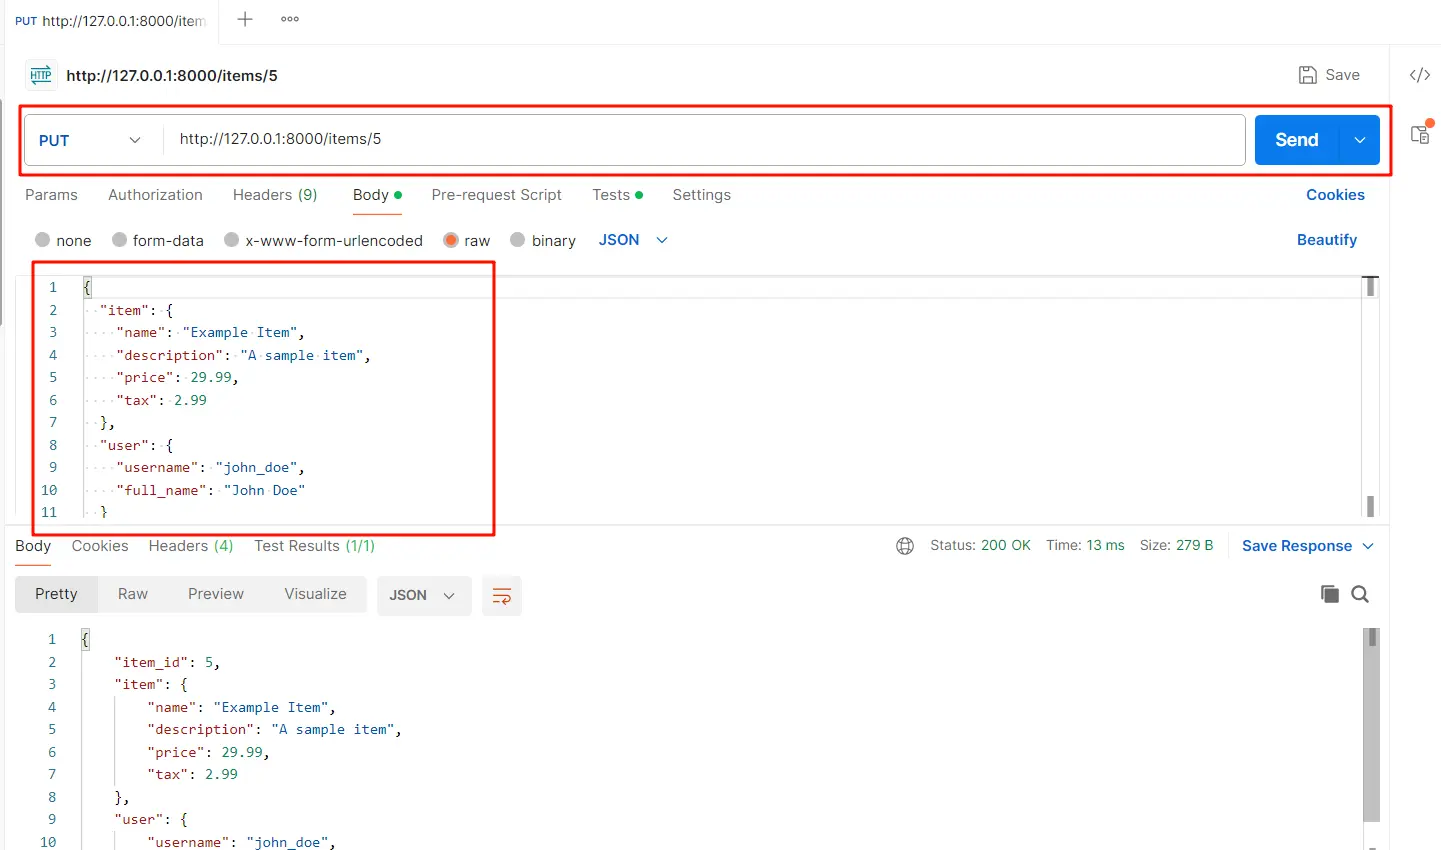 PUT http://127.0.0.1:8000/item
HTTP http://127.0.0.1:8000/items/5 Save
PUT http://127.0.0.1:8000/items/5 Send
Params Authorization Headers (9) Body Pre-request Script Tests Settings Cookies
none form-data x-www-form-urlencoded raw binary JSON Beautify
1 {
2 "item": {
3 "name": "Example Item",
4 "description": "A sample item",
5 "price": 29.99,
6 "tax": 2.99
7 },
8 "user": {
9 "username": "john_doe",
10 "full_name": "John Doe"
11 }
Body Cookies Headers (4) Test Results (1/1) Status: 200 OK Time: 13 ms Size: 279 B Save Response
Pretty Raw Preview Visualize JSON
1 {
2 "item_id": 5,
3 "item": {
4 "name": "Example Item",
5 "description": "A sample item",
6 "price": 29.99,
7 "tax": 2.99
8 },
9 "user": {
10 "username": "john_doe",